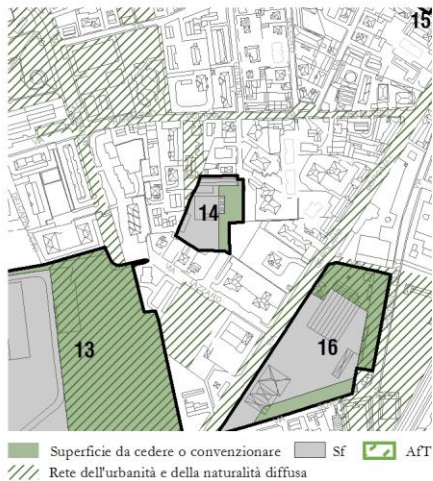 15
14
13
16
Superficie da cedere o convenzionare Sf AfT
Rete dell'urbanità e della naturalità diffusa